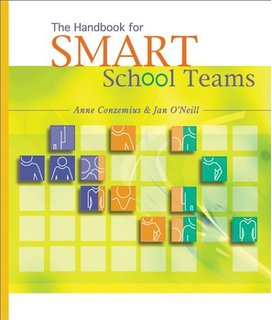 The Handbook for
SMART
School Teams
Anne Conzemius & Jan O'Neill